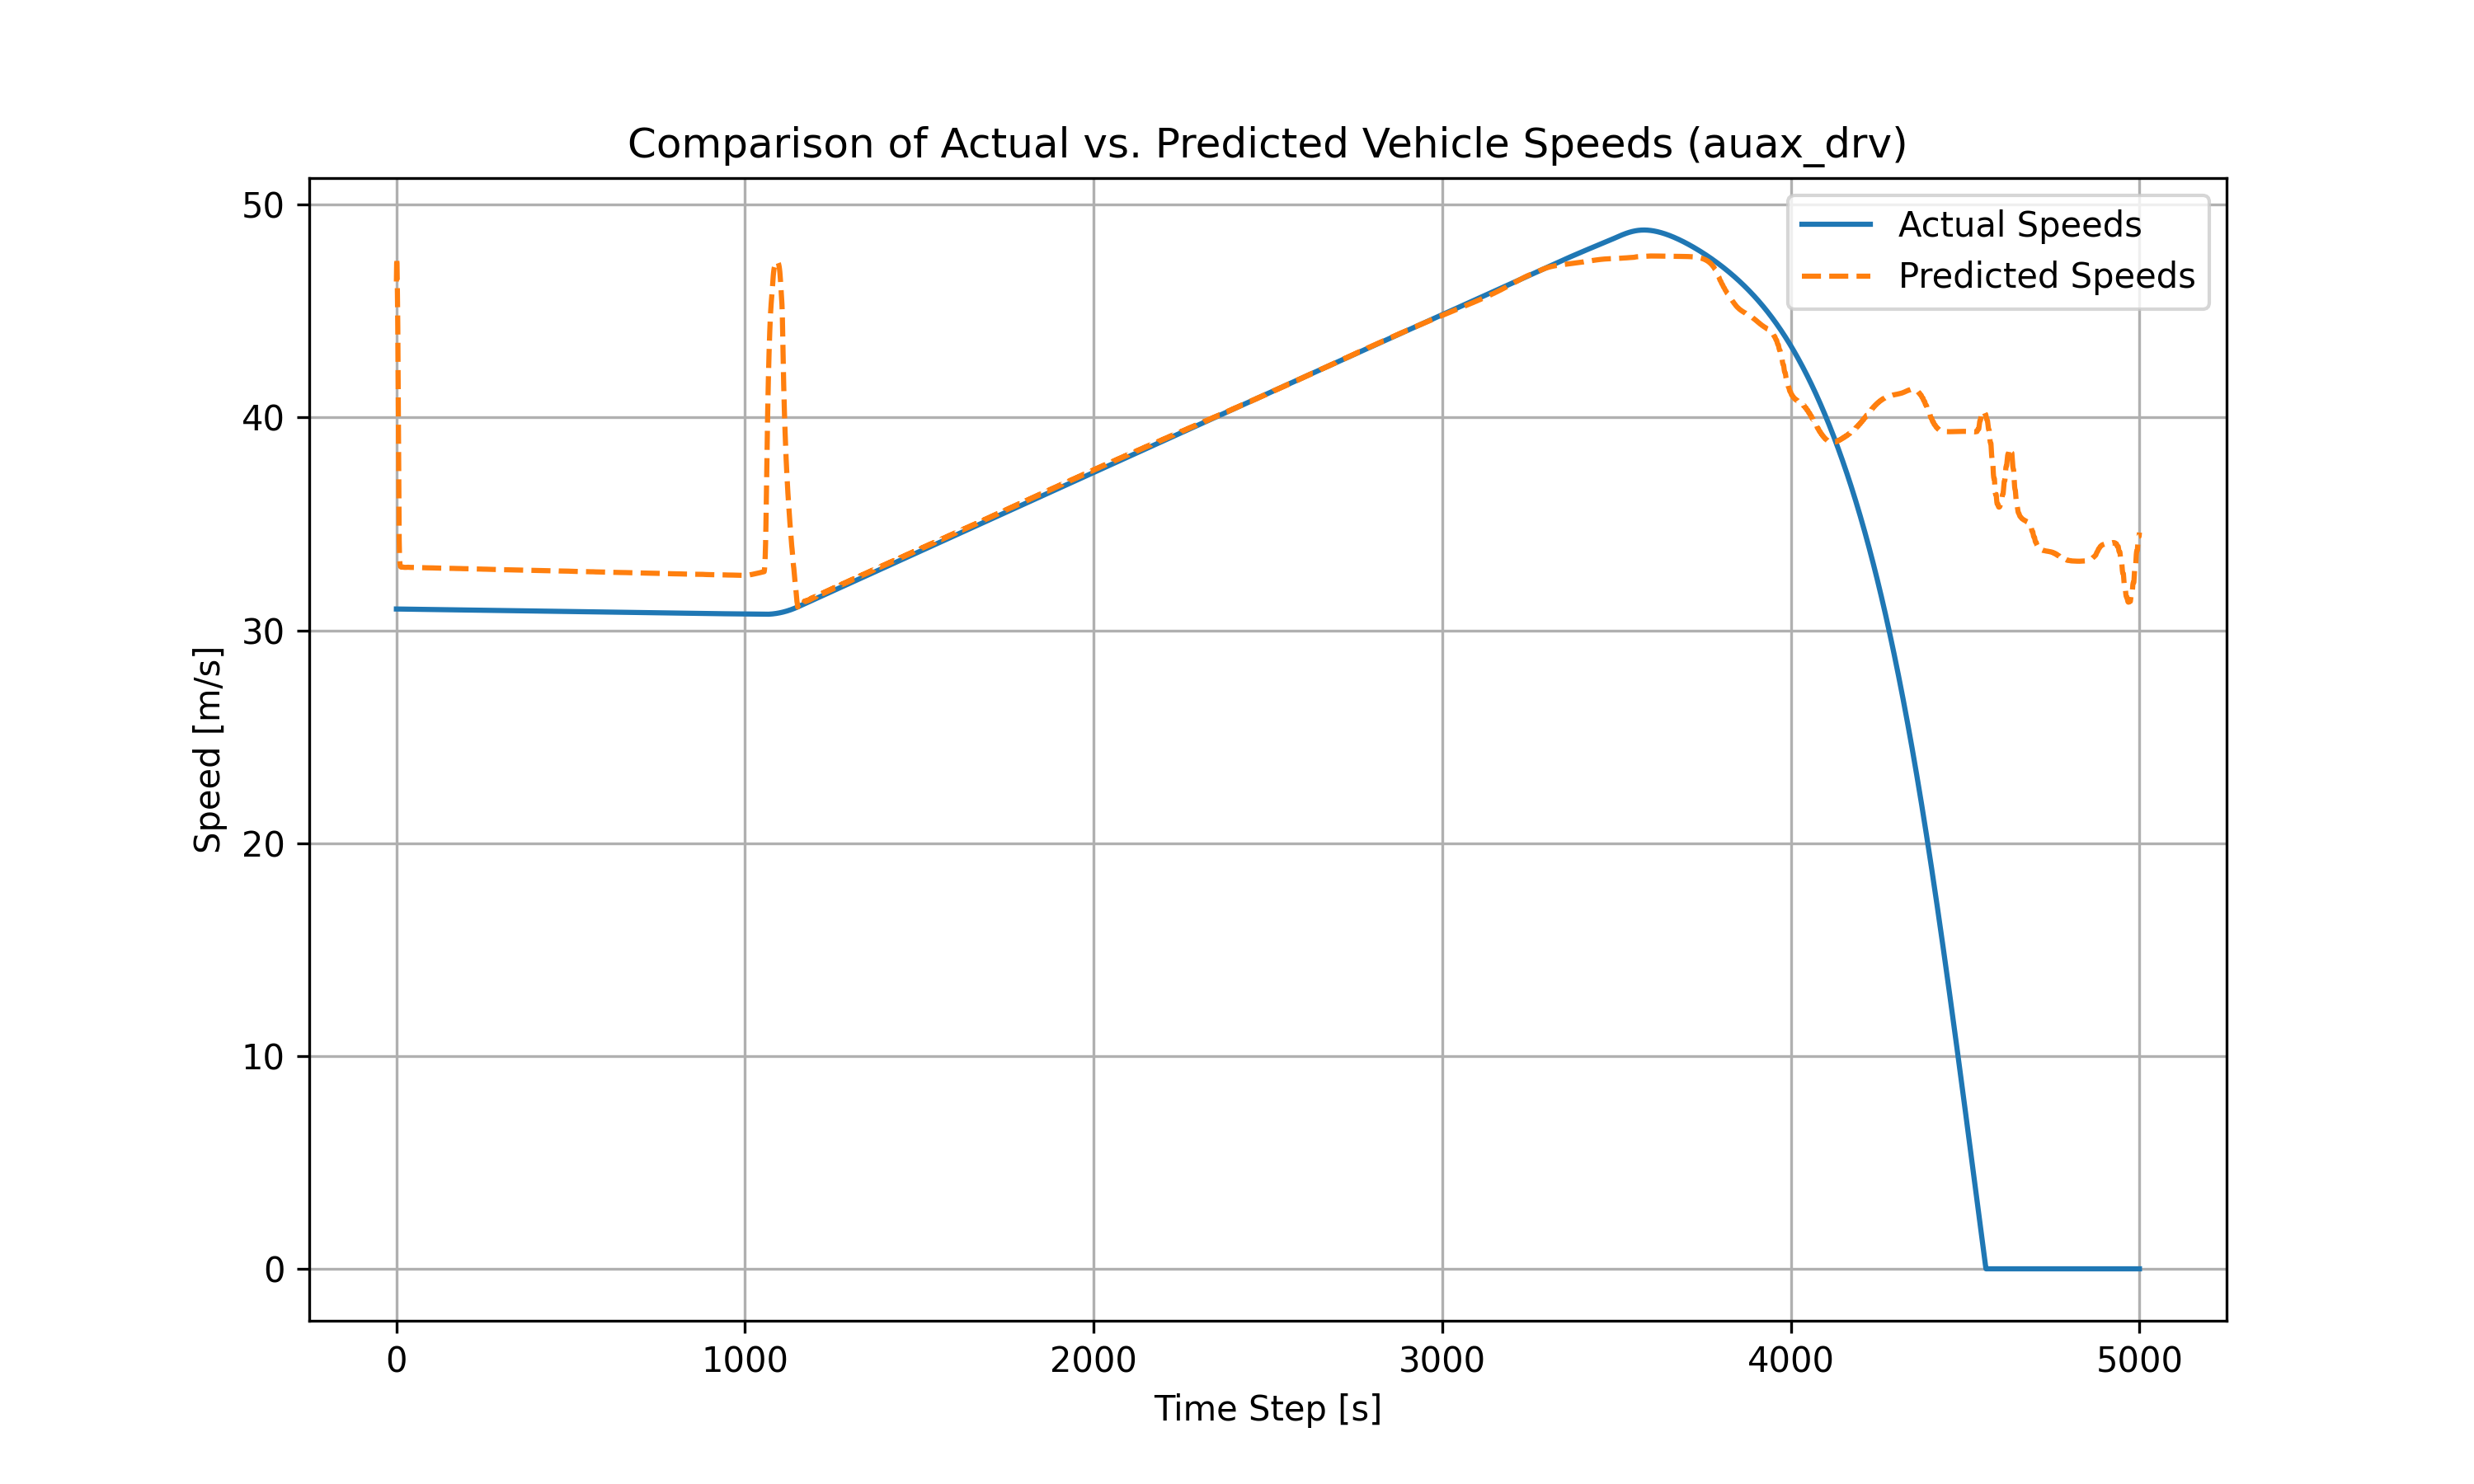 Comparison of Actual vs. Predicted Vehicle Speeds (auax_drv)
Actual Speeds
Predicted Speeds
Speed [m/s]
50
40
30
20
10
0
0 1000 2000 3000 4000 5000
Time Step [s]